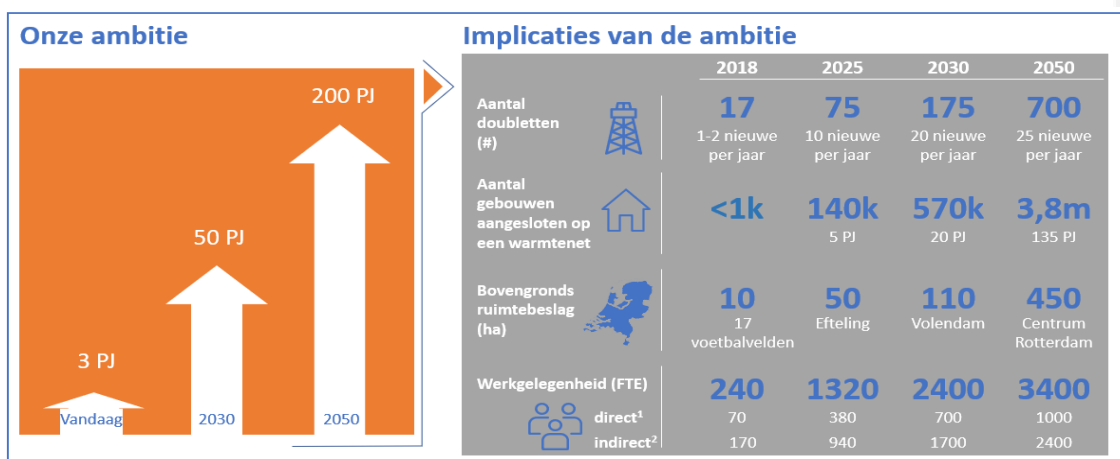 Onze ambitie
200 PJ
50 PJ
3 PJ
Vandaag
2030
2050
Implicaties van de ambitie
2018 2025 2030 2050
Aantal
doubletten
(#)
17 75 175 700
1-2 nieuwe 10 nieuwe 20 nieuwe 25 nieuwe
per jaar per jaar per jaar per jaar
Aantal
gebouwen
aangesloten op
een warmtenet
<1k 140k 570k 3,8m
5 PJ 20 PJ 135 PJ
Bovengronds
ruimtebeslag
(ha)
10 50 110 450
17 Efteling Volendam Centrum
voetbalvelden Rotterdam
Werkgelegenheid (FTE) 240 1320 2400 3400
direct¹ 70 380 700 1000
indirect² 170 940 1700 2400